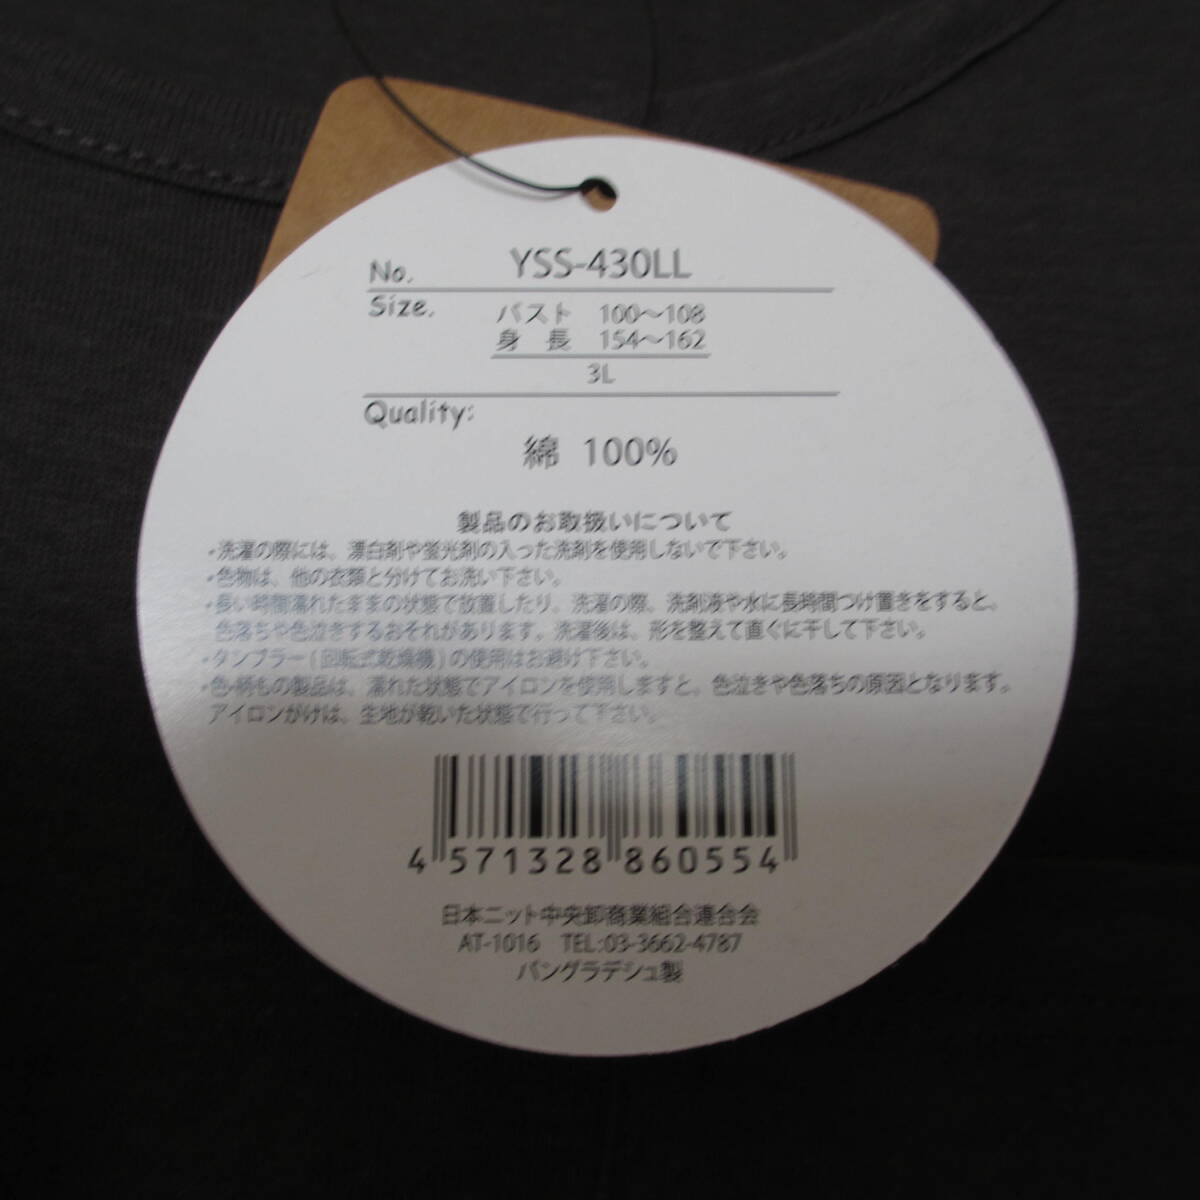 No. YSS-430LL
Size. バスト 100〜108
身長 154〜162
3L
Quality:
綿 100%
製品のお取扱いについて
・洗濯の際には、漂白剤や蛍光剤の入った洗剤を使用しないで下さい。
・色物は、他の衣類と分けてお洗い下さい。
・長い時間濡れたままの状態で放置したり、洗濯の際、洗剤液や水に長時間つけ置きをすると、
色落ちや色泣きするおそれがあります。洗濯後は、形を整えて直ぐに干して下さい。
・タンブラー(回転式乾燥機)の使用はお避け下さい。
・色・柄もの製品は、濡れた状態でアイロンを使用しますと、色泣きや色落ちの原因となります。
アイロンがけは、生地が乾いた状態で行って下さい。
4 571328 860554
日本ニット中央卸商業組合連合会
AT-1016 TEL:03-3662-4787
バングラデシュ製